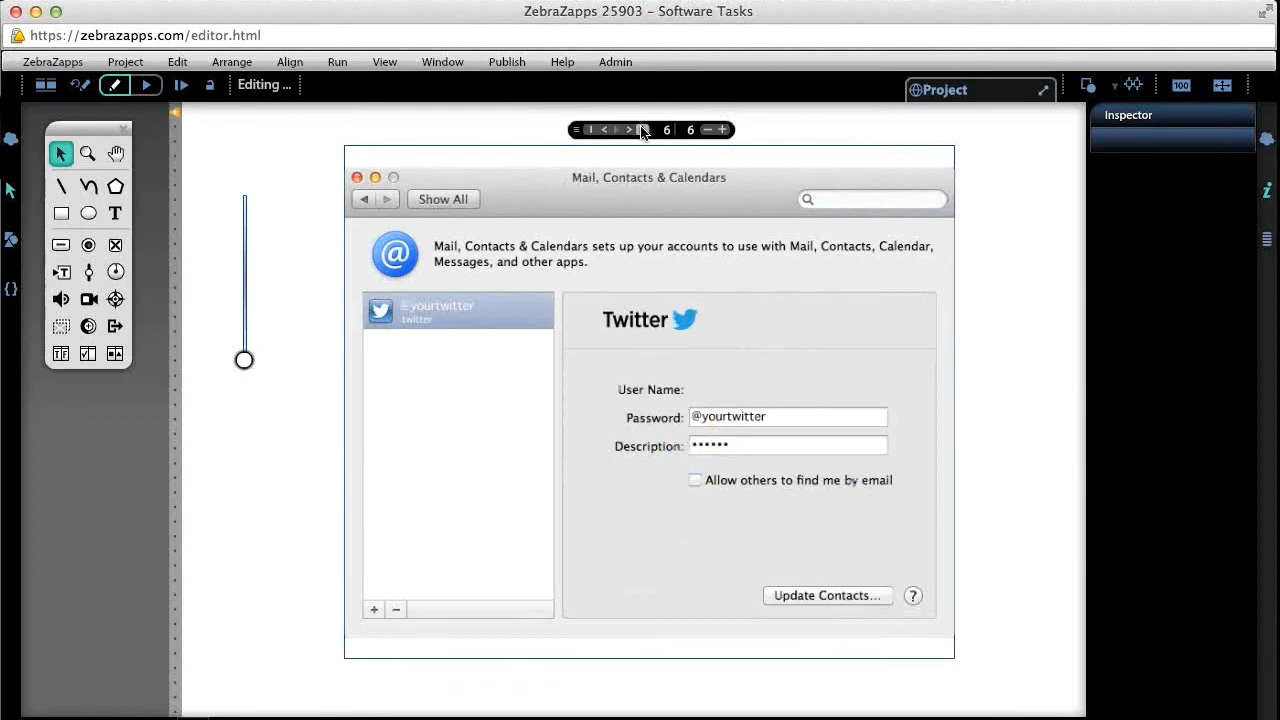 ZebraZapps 25903 – Software Tasks
https://zebrazapps.com/editor.html
ZebraZapps Project Edit Arrange Align Run View Window Publish Help Admin
Editing ...
Project
100
Inspector
6 6
Mail, Contacts & Calendars
Show All
Mail, Contacts & Calendars sets up your accounts to use with Mail, Contacts, Calendar,
Messages, and other apps.
yourtwitter
twitter
Twitter
User Name:
Password: @yourtwitter
Description: ••••••
Allow others to find me by email
Update Contacts... ?